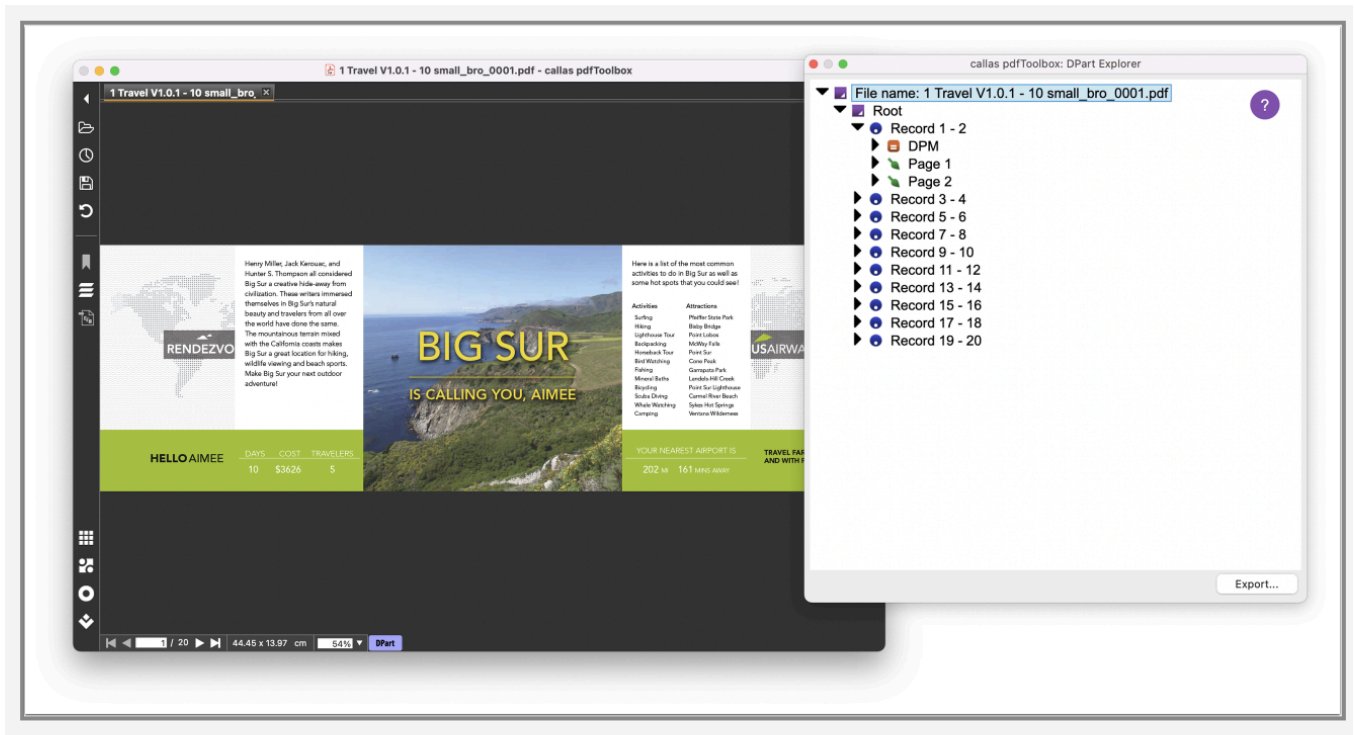 1 Travel V1.0.1 - 10 small_bro_0001.pdf - callas pdfToolbox
1 Travel V1.0.1 - 10 small_bro
RENDEZVO
Henry Miller, Jack Kerouac, and
Hunter S. Thompson all considered
Big Sur a creative hide-away from
civilization. These writers immersed
themselves in Big Sur's natural
beauty and travelers from all over
the world have done the same.
The mountainous terrain mixed
with the California coasts makes
Big Sur a great location for hiking,
wildlife viewing and beach sports.
Make Big Sur your next outdoor
adventure!
BIG SUR
IS CALLING YOU, AIMEE
Here is a list of the most common
activities to do in Big Sur as well as
some hot spots that you could see!
Activities Attractions
Surfing Pfeiffer State Park
Hiking Bixby Bridge
Lighthouse Tour Point Lobos
Backpacking McWay Falls
Horseback Tour Point Sur
Bird Watching Cone Peak
Fishing Garrapata Park
Mineral Baths Landels-Hill Creek
Bicycling Point Sur Lighthouse
Scuba Diving Carmel River Beach
Whale Watching Sykes Hot Springs
Camping Ventana Wilderness
USAIRWA
HELLO AIMEE
DAYS COST TRAVELERS
10 $3626 5
YOUR NEAREST AIRPORT IS
202 MI 161 MINS AWAY
TRAVEL FAR
AND WITH F
1 / 20 44.45 x 13.97 cm 54% DPart
callas pdfToolbox: DPart Explorer
File name: 1 Travel V1.0.1 - 10 small_bro_0001.pdf
?
Root
Record 1 - 2
DPM
Page 1
Page 2
Record 3 - 4
Record 5 - 6
Record 7 - 8
Record 9 - 10
Record 11 - 12
Record 13 - 14
Record 15 - 16
Record 17 - 18
Record 19 - 20
Export...